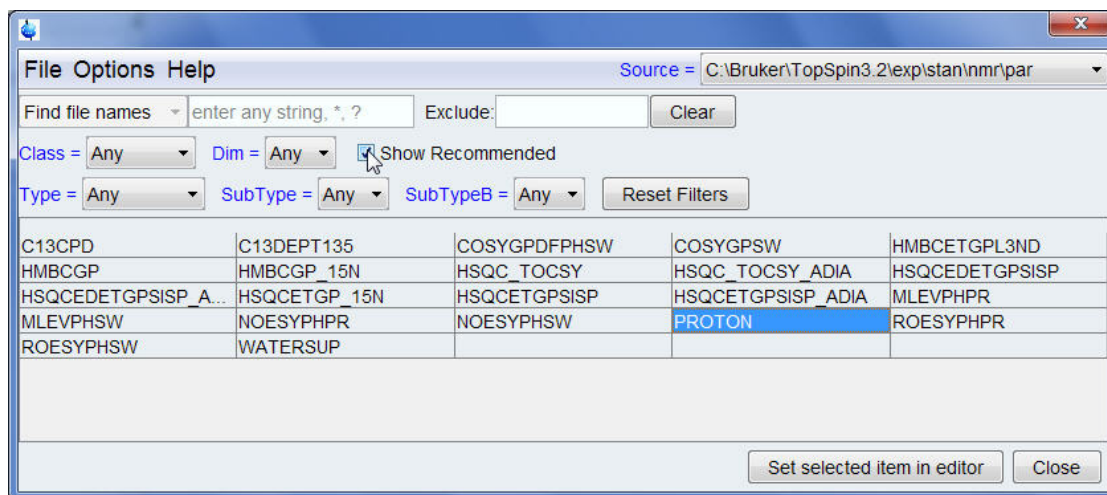 File Options Help Source = C:\Bruker\TopSpin3.2\exp\stan\nmr\par
Find file names enter any string, *, ? Exclude: Clear
Class = Any Dim = Any Show Recommended
Type = Any SubType = Any SubTypeB = Any Reset Filters
C13CPD C13DEPT135 COSYGPDFPHSW COSYGPSW HMBCETGPL3ND
HMBCGP HMBCGP_15N HSQC_TOCSY HSQC_TOCSY_ADIA HSQCEDETGPSISP
HSQCEDETGPSISP_A... HSQCETGP_15N HSQCETGPSISP HSQCETGPSISP_ADIA MLEVPHPR
MLEVPHSW NOESYPHPR NOESYPHSW PROTON ROESYPHPR
ROESYPHSW WATERSUP
Set selected item in editor Close